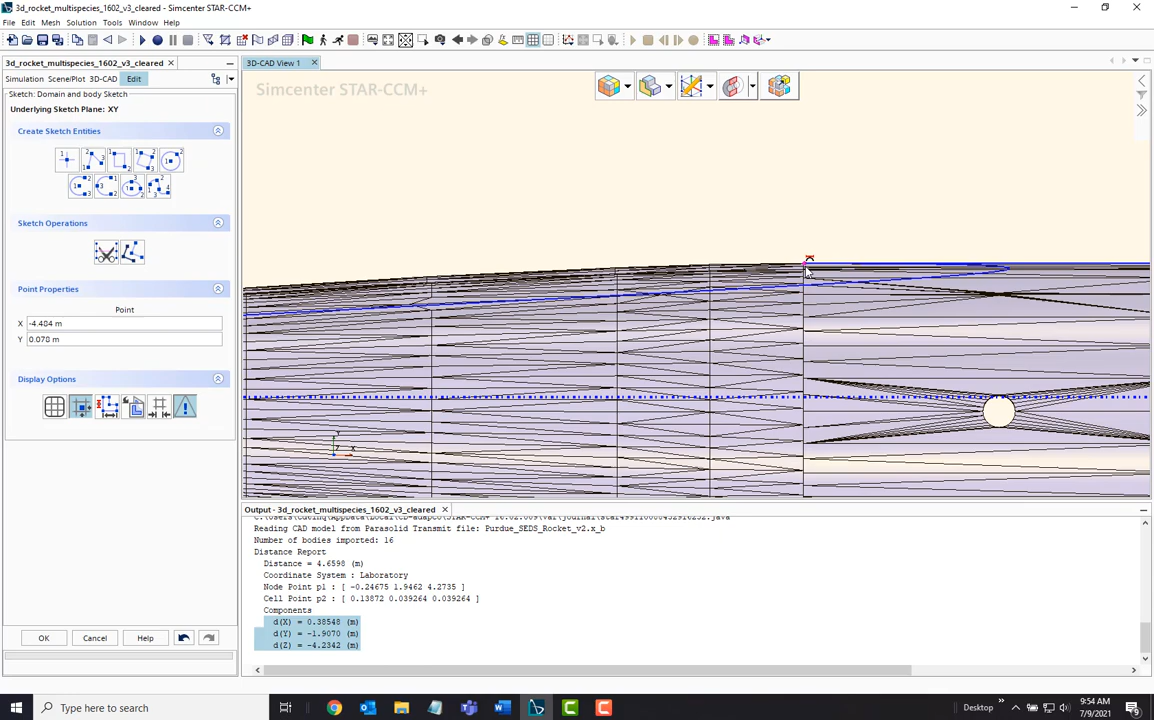 3d_rocket_multispecies_1602_v3_cleared - Simcenter STAR-CCM+
File Edit Mesh Solution Tools Window Help
3d_rocket_multispecies_1602_v3_cleared
Simulation Scene/Plot 3D-CAD Edit
Sketch: Domain and body Sketch
Underlying Sketch Plane: XY
Create Sketch Entities
Sketch Operations
Point Properties
Point
X -4.484 m
Y 0.078 m
Display Options
OK Cancel Help
3D-CAD View 1
Simcenter STAR-CCM+
Y
Z X
Output - 3d_rocket_multispecies_1602_v3_cleared
Reading CAD model from Parasolid Transmit file: Purdue_SEDS_Rocket_v2.x_b
Number of bodies imported: 16
Distance Report
Distance = 4.6598 (m)
Coordinate System : Laboratory
Node Point p1 : [ -0.24675 1.9462 4.2735 ]
Cell Point p2 : [ 0.13872 0.039264 0.039264 ]
Components
d(X) = 0.38548 (m)
d(Y) = -1.9070 (m)
d(Z) = -4.2342 (m)
Type here to search
Desktop
9:54 AM
7/9/2021